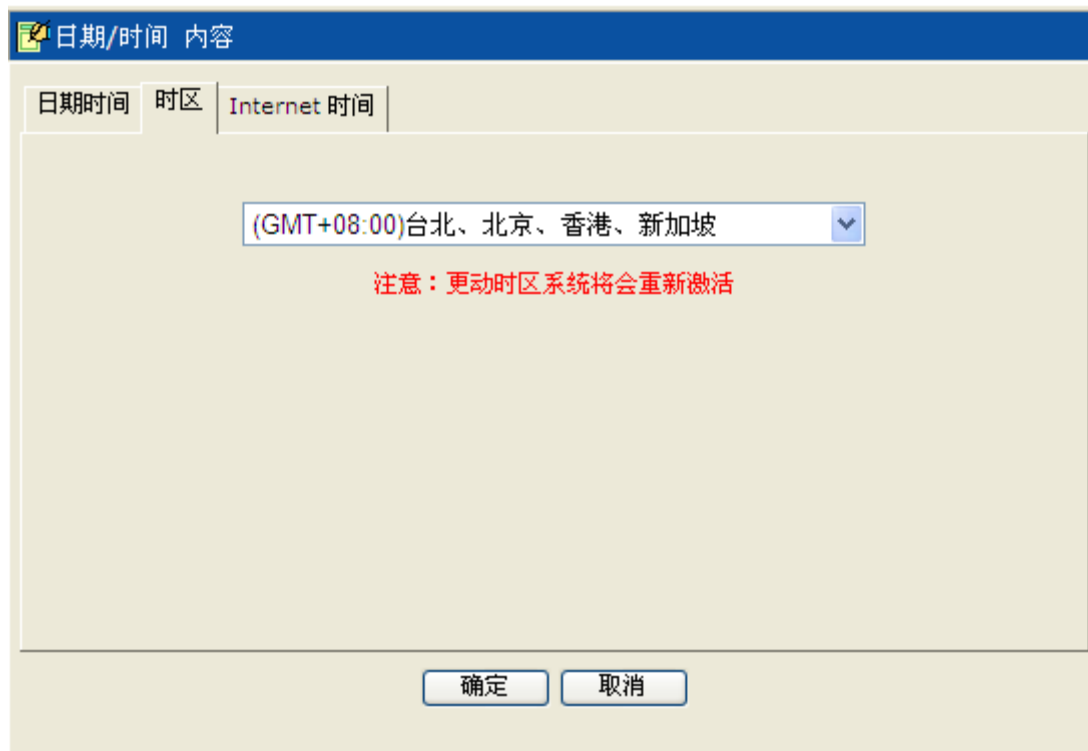 日期/时间 内容
日期时间 时区 Internet 时间
(GMT+08:00)台北、北京、香港、新加坡
注意：更动时区系统将会重新激活
确定 取消